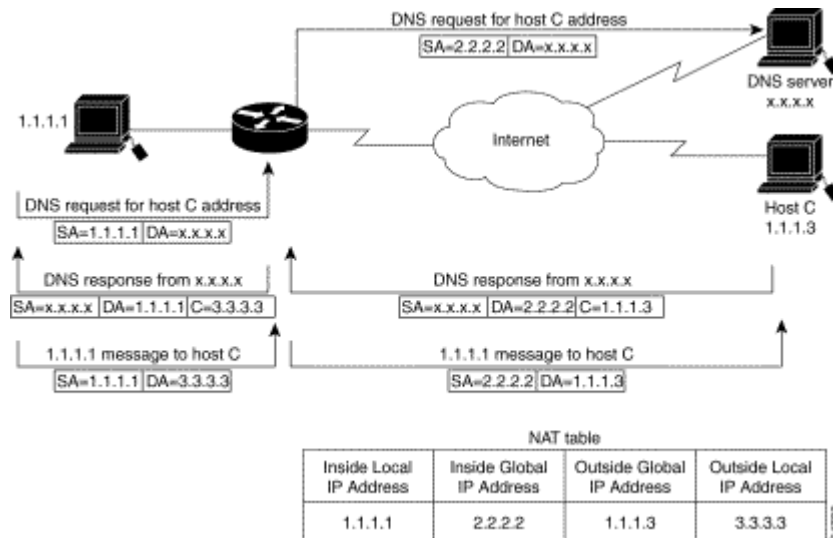 DNS request for host C address
SA=2.2.2.2 DA=x.x.x.x
DNS server
x.x.x.x
1.1.1.1
Internet
DNS request for host C address
SA=1.1.1.1 DA=x.x.x.x
Host C
1.1.1.3
DNS response from x.x.x.x
SA=x.x.x.x DA=1.1.1.1 C=3.3.3.3
DNS response from x.x.x.x
SA=x.x.x.x DA=2.2.2.2 C=1.1.1.3
1.1.1.1 message to host C
SA=1.1.1.1 DA=3.3.3.3
1.1.1.1 message to host C
SA=2.2.2.2 DA=1.1.1.3
NAT table
Inside Local IP Address
Inside Global IP Address
Outside Global IP Address
Outside Local IP Address
1.1.1.1 2.2.2.2 1.1.1.3 3.3.3.3